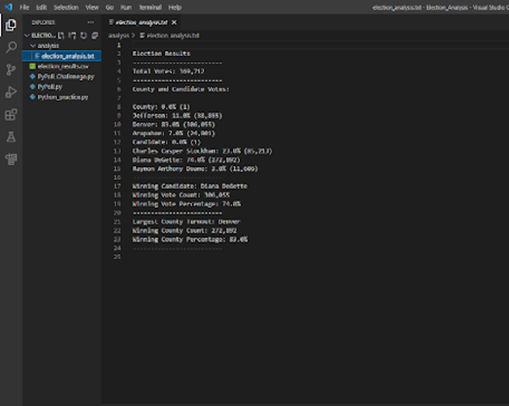 File Edit Selection View Go Run Terminal Help
election_analysis.txt - Election_Analysis - Visual Studio C
EXPLORER
election_analysis.txt
ELECTIO...
analysis > election_analysis.txt
analysis
election_analysis.txt
election_results.csv
PyPoll_Challenge.py
PyPoll.py
Python_practice.py
1
2 Election Results
3 -------------------------
4 Total Votes: 369,712
5 -------------------------
6 County and Candidate Votes:
7
8 County: 0.0% (1)
9 Jefferson: (38,855)
10 Denver: 83.0% (306,055)
11 Arapahoe: 7.0% (24,801)
12 Candidate: 0.0% (1)
13 Charles Casper Stockham: 23.0% (85,213)
14 Diana DeGette: 74.0% (272,892)
15 Raymon Anthony Doane: 3.0% (11,606)
16 -------------------------
17 Winning Candidate: Diana DeGette
18 Winning Vote Count: 306,055
19 Winning Vote Percentage: 74.0%
20 -------------------------
21 Largest County Turnout: Denver
22 Winning County Count: 272,892
23 Winning County Percentage: 83.0%
24 -------------------------
25